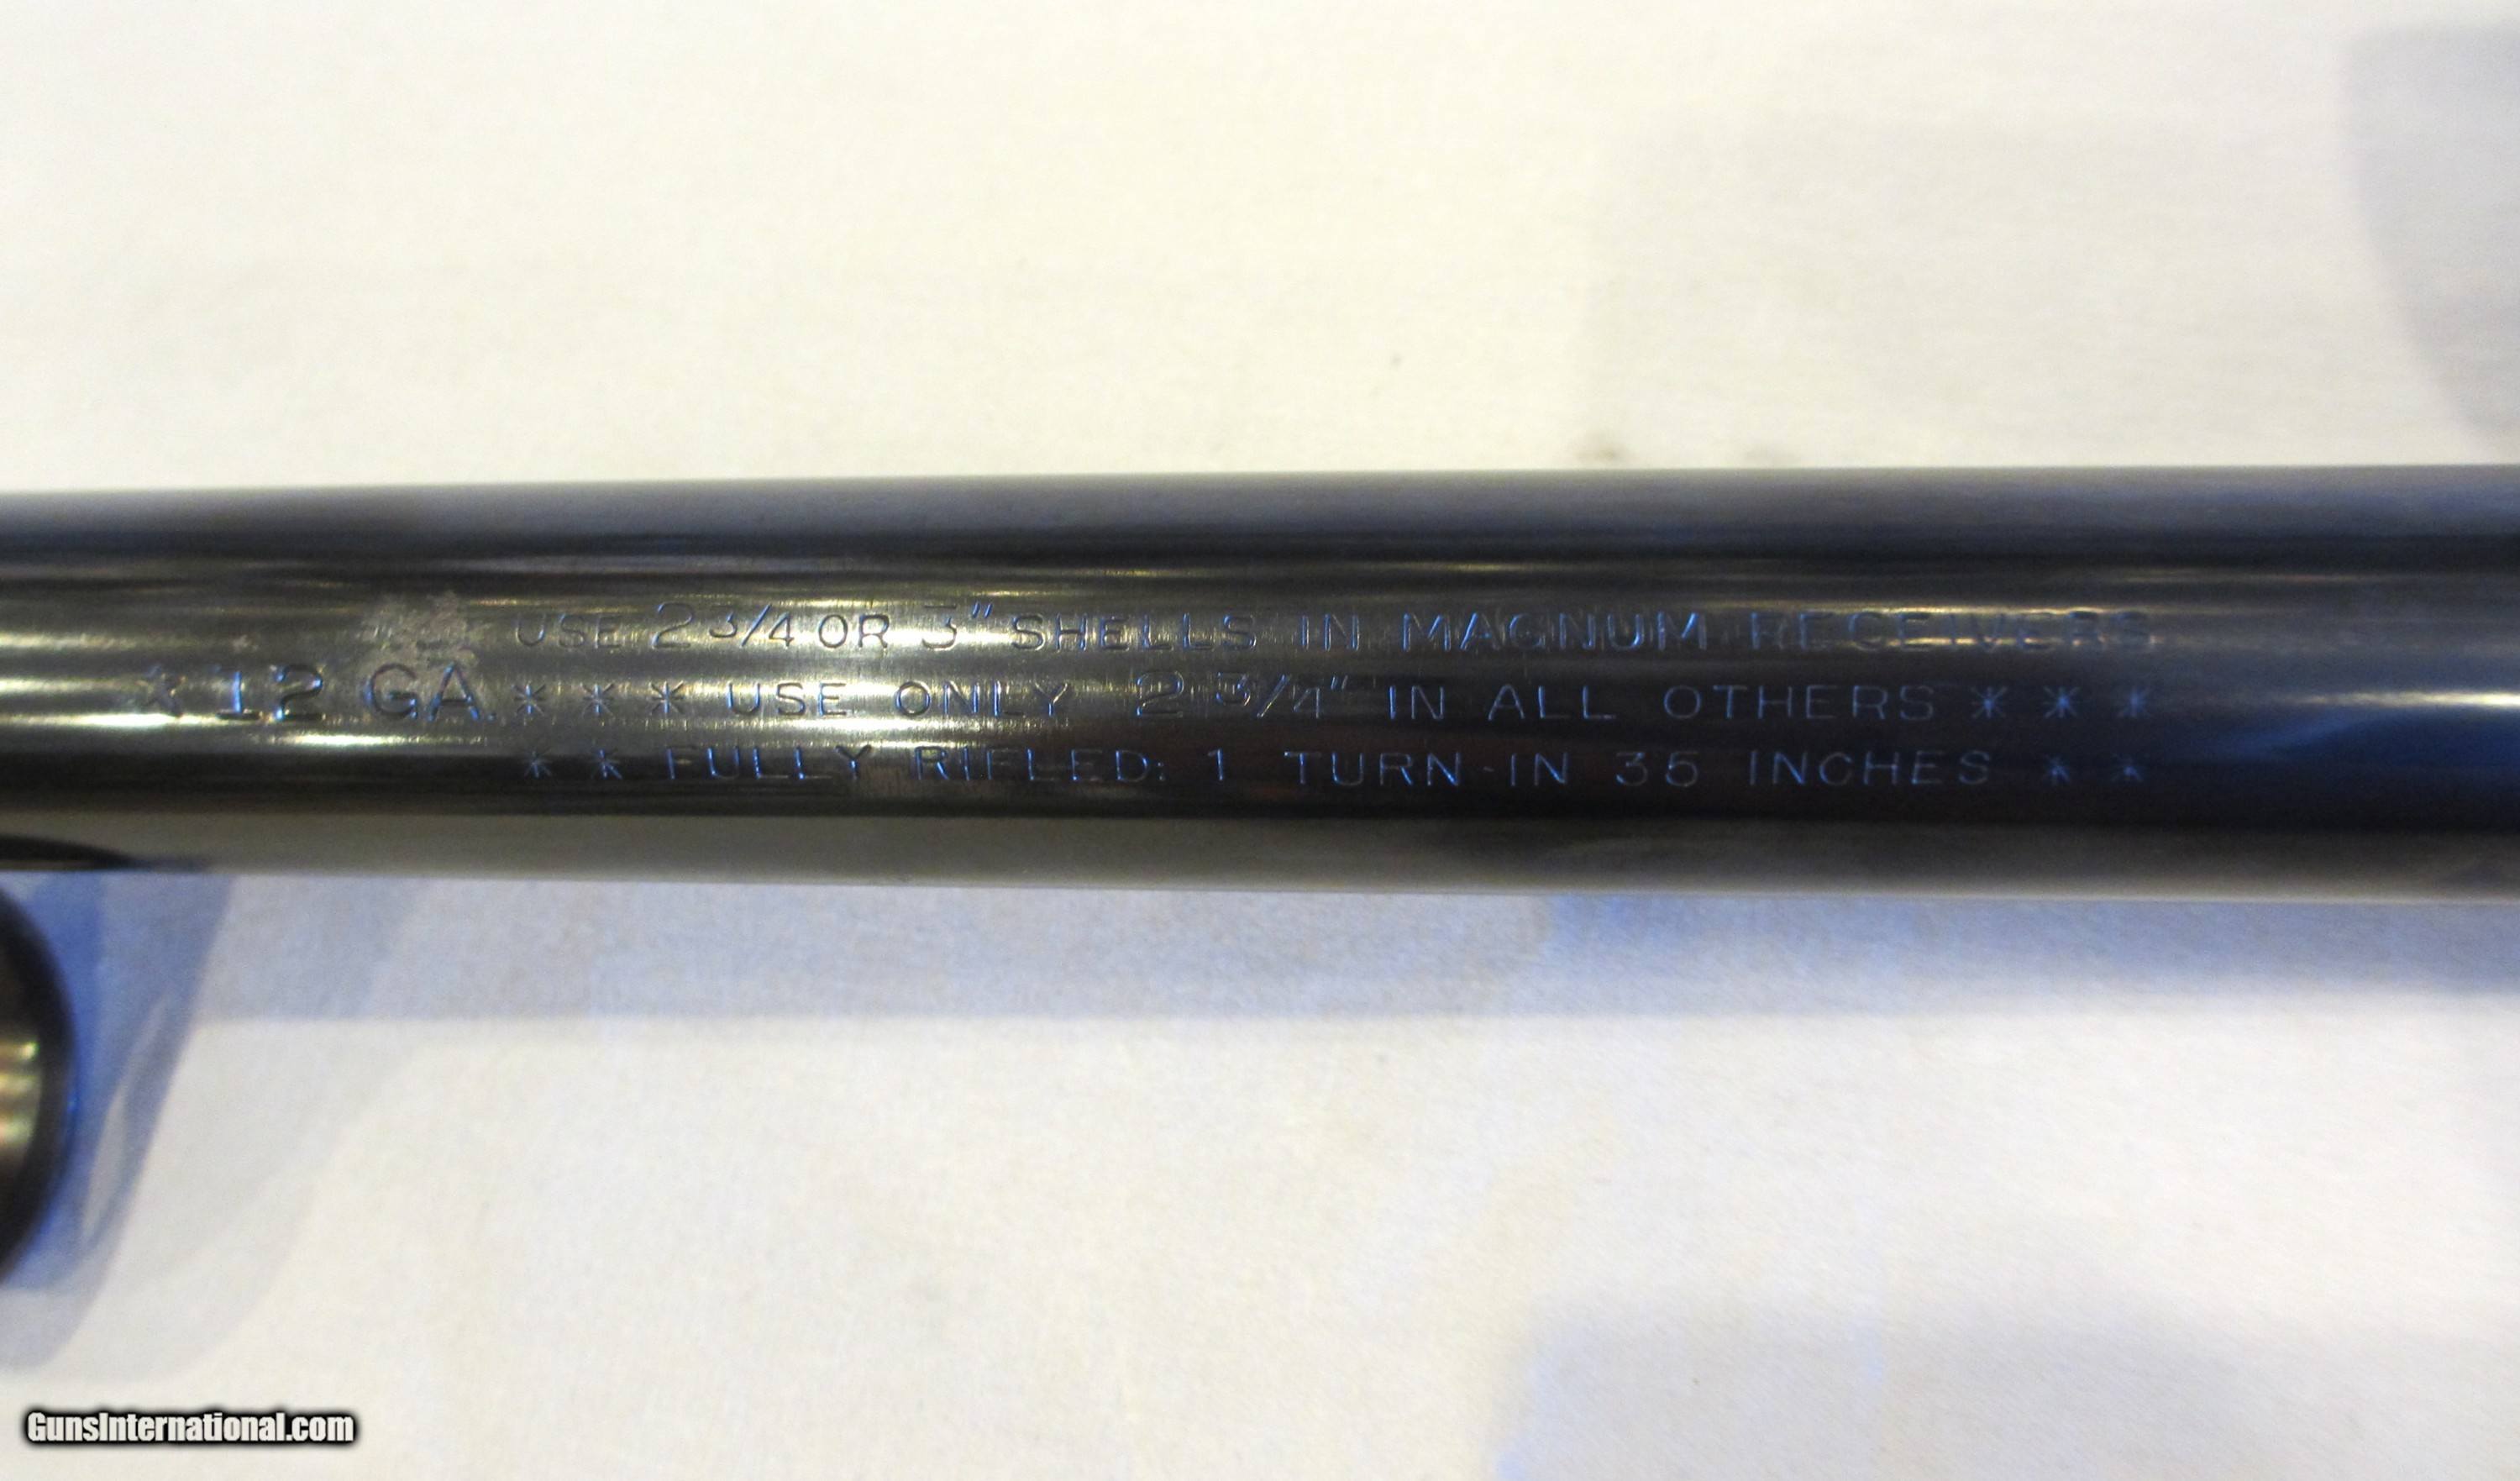 USE 2 3/4 OR 3" SHELLS IN MAGNUM RECEIVERS
* 12 GA. * * * USE ONLY 2 3/4" IN ALL OTHERS * * *
* * FULLY RIFLED: 1 TURN-IN 35 INCHES * *
GunsInternational.com